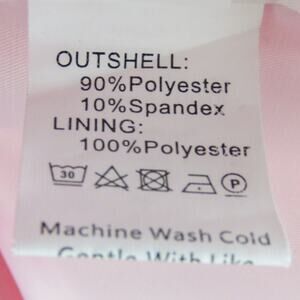 OUTSHELL:
90%Polyester
10%Spandex
LINING:
100%Polyester
30 P
Machine Wash Cold
Gentle With Like